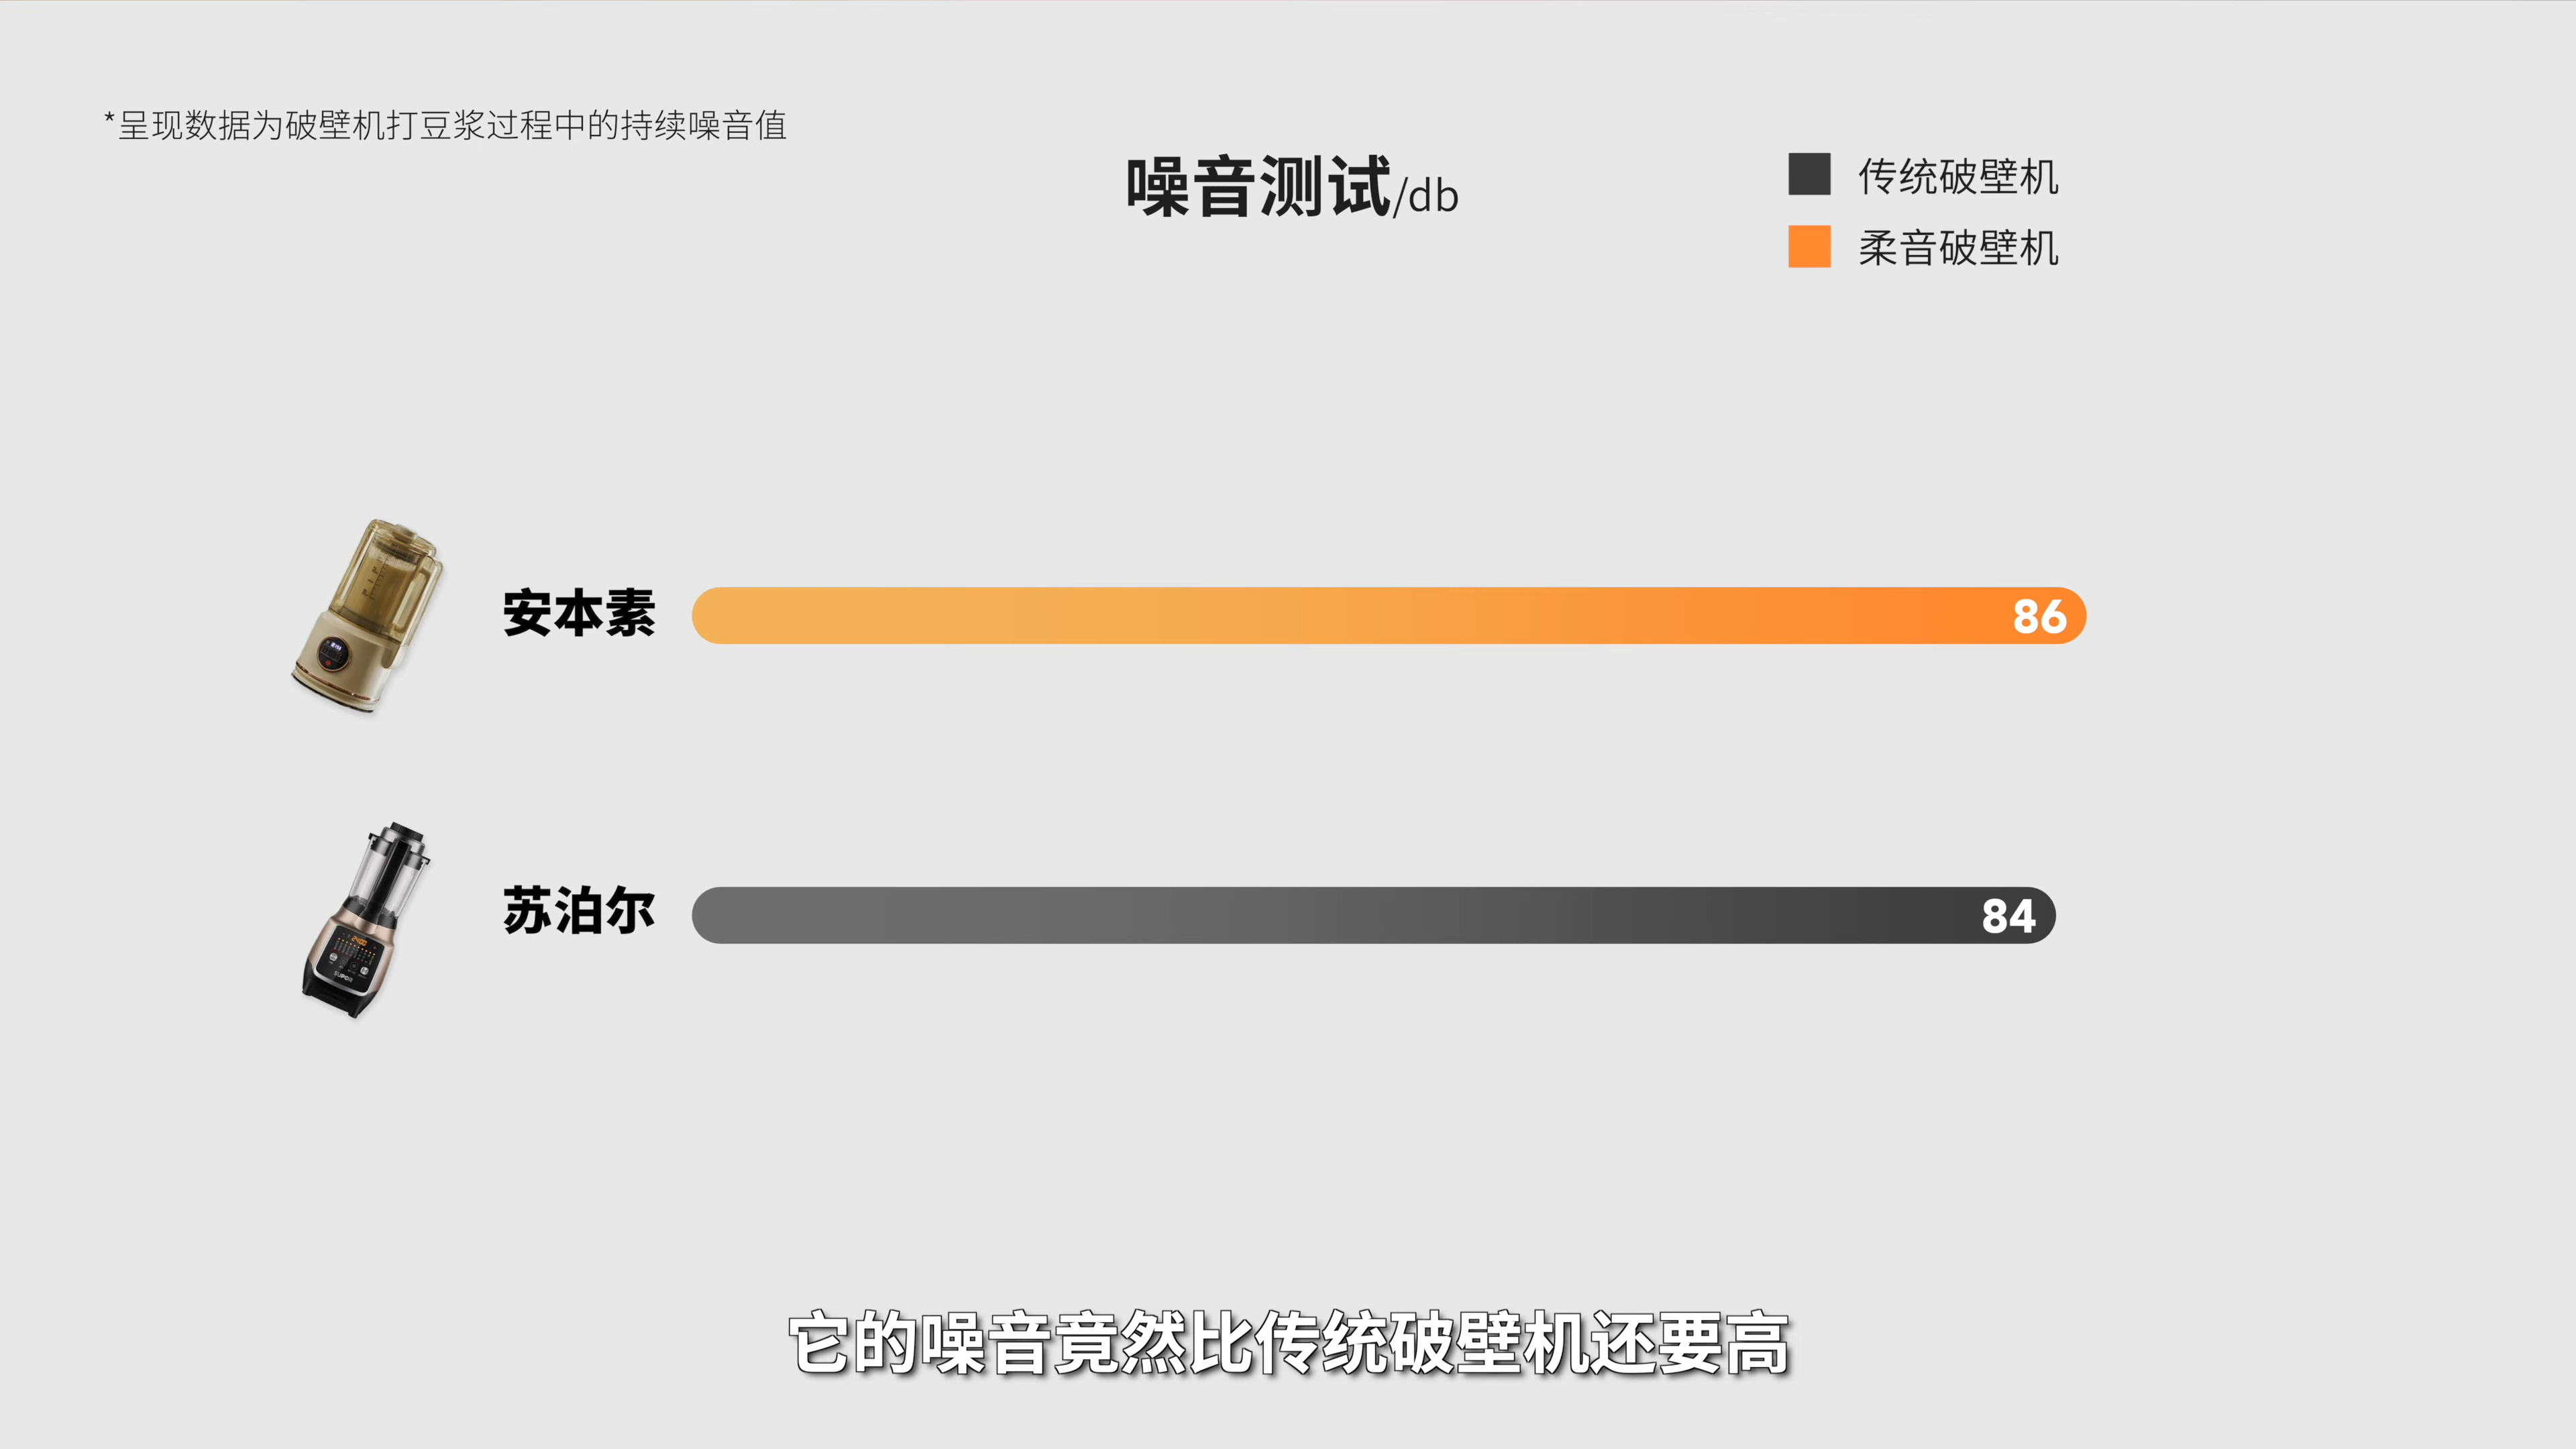 *呈现数据为破壁机打豆浆过程中的持续噪音值
噪音测试/db
传统破壁机
柔音破壁机
安本素
86
苏泊尔
84
SUPOR
它的噪音竟然比传统破壁机还要高